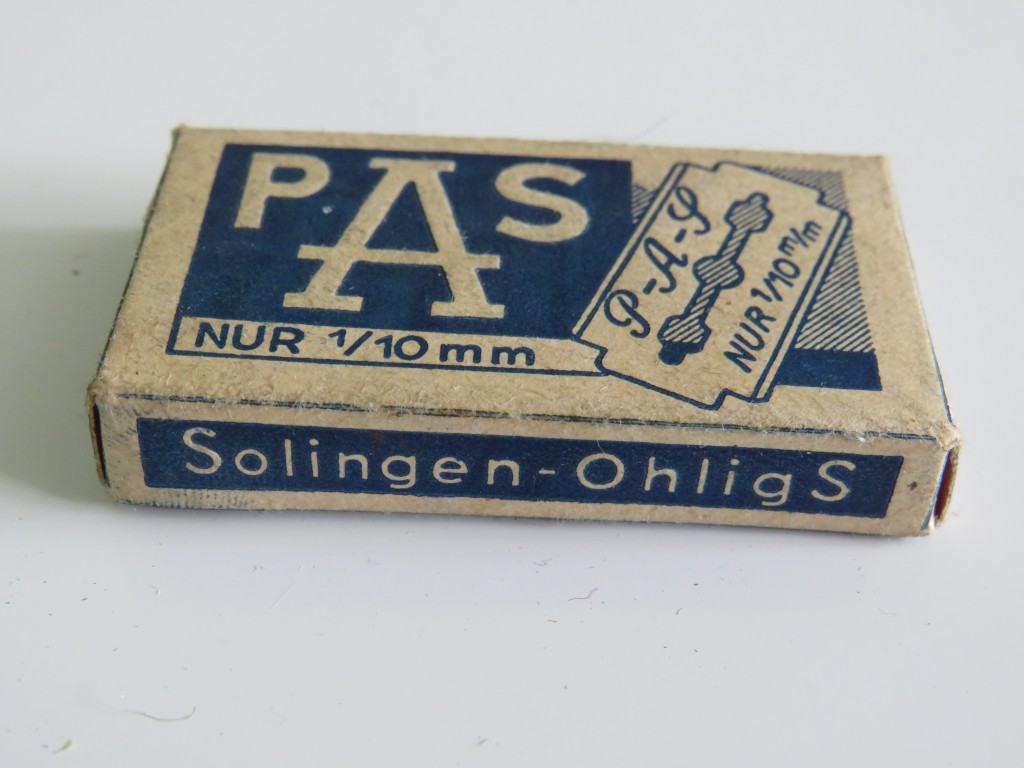 PAS
NUR 1/10 mm
P-A-S
NUR 1/10 m/m
Solingen-OhligS